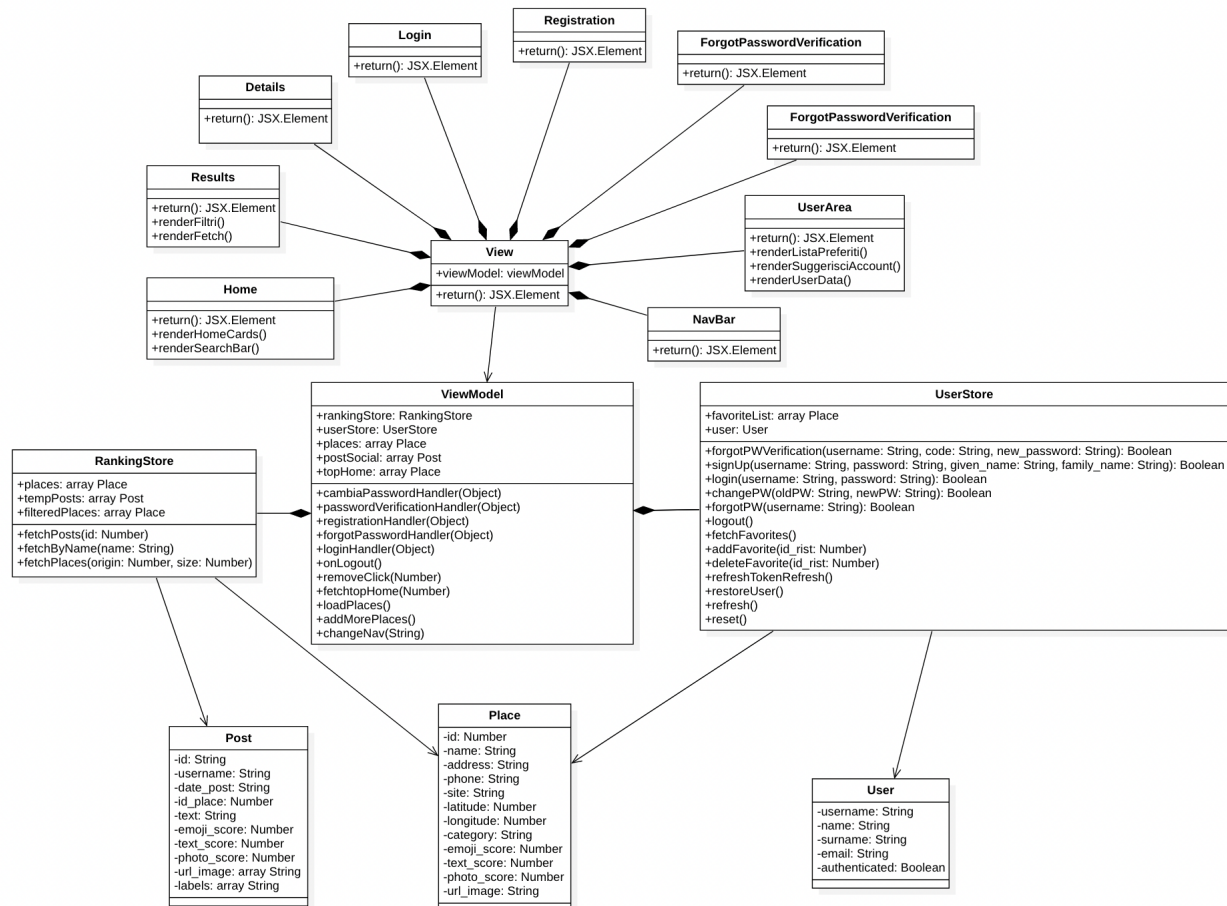 Registration
+return(): JSX.Element
Login
+return(): JSX.Element
ForgotPasswordVerification
+return(): JSX.Element
Details
+return(): JSX.Element
ForgotPasswordVerification
+return(): JSX.Element
Results
+return(): JSX.Element
+renderFiltri()
+renderFetch()
UserArea
+return(): JSX.Element
+renderListaPreferiti()
+renderSuggerisciAccount()
+renderUserData()
View
+viewModel: viewModel
+return(): JSX.Element
Home
+return(): JSX.Element
+renderHomeCards()
+renderSearchBar()
NavBar
+return(): JSX.Element
ViewModel
+rankingStore: RankingStore
+userStore: UserStore
+places: array Place
+postSocial: array Post
+topHome: array Place
+cambiaPasswordHandler(Object)
+passwordVerificationHandler(Object)
+registrationHandler(Object)
+forgotPasswordHandler(Object)
+loginHandler(Object)
+onLogout()
+removeClick(Number)
+fetchtopHome(Number)
+loadPlaces()
+addMorePlaces()
+changeNav(String)
UserStore
+favoriteList: array Place
+user: User
+forgotPWVerification(username: String, code: String, new_password: String): Boolean
+signUp(username: String, password: String, given_name: String, family_name: String): Boolean
+login(username: String, password: String): Boolean
+changePW(oldPW: String, newPW: String): Boolean
+forgotPW(username: String): Boolean
+logout()
+fetchFavorites()
+addFavorite(id_rist: Number)
+deleteFavorite(id_rist: Number)
+refreshTokenRefresh()
+restoreUser()
+refresh()
+reset()
RankingStore
+places: array Place
+tempPosts: array Post
+filteredPlaces: array Place
+fetchPosts(id: Number)
+fetchByName(name: String)
+fetchPlaces(origin: Number, size: Number)
Post
-id: String
-username: String
-date_post: String
-id_place: Number
-text: String
-emoji_score: Number
-text_score: Number
-photo_score: Number
-url_image: array String
-labels: array String
Place
-id: Number
-name: String
-address: String
-phone: String
-site: String
-latitude: Number
-longitude: Number
-category: String
-emoji_score: Number
-text_score: Number
-photo_score: Number
-url_image: String
User
-username: String
-name: String
-surname: String
-email: String
-authenticated: Boolean